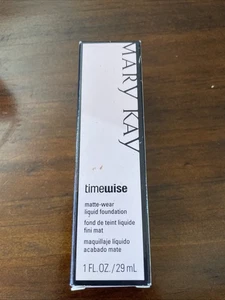 MARY KAY
timewise
matte-wear
liquid foundation
fond de teint liquide
fini mat
maquillaje líquido
acabado mate
1 FL. OZ. / 29 mL